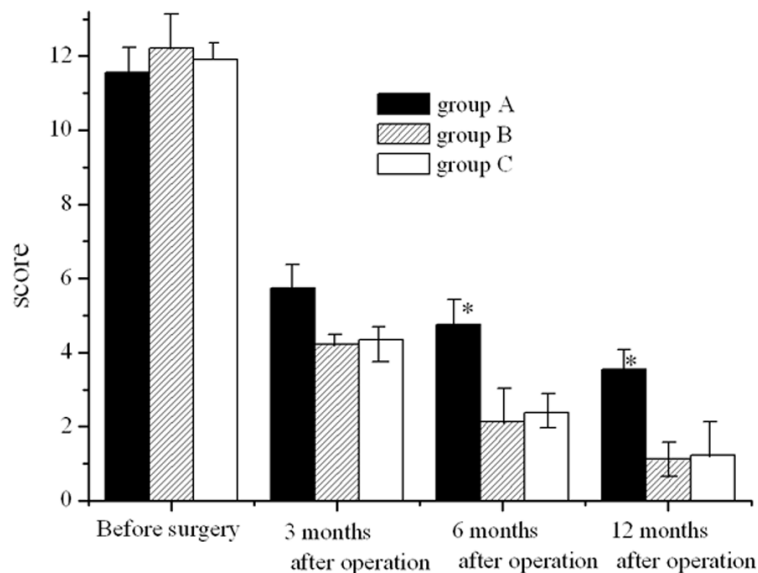 12
10
8
6
4
2
0
score
group A
group B
group C
*
*
Before surgery
3 months
after operation
6 months
after operation
12 months
after operation